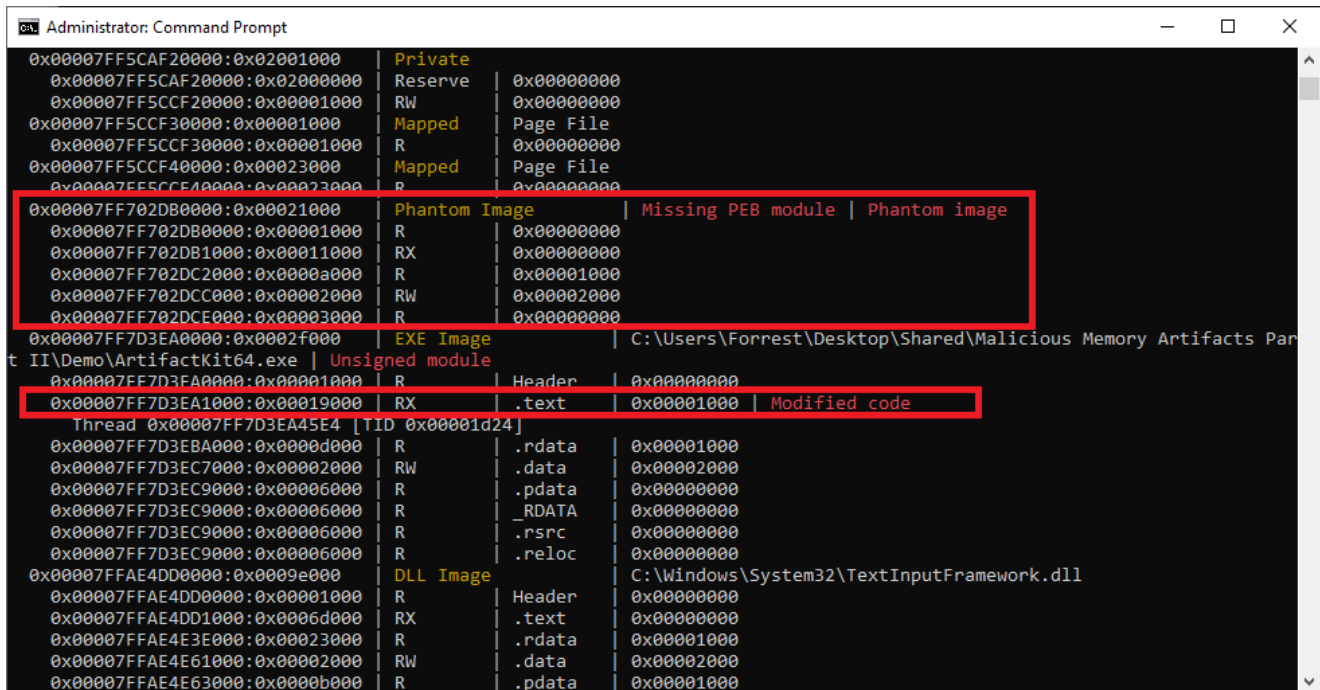 Administrator: Command Prompt
0x00007FF5CAF20000:0x02001000 | Private
0x00007FF5CAF20000:0x02000000 | Reserve | 0x00000000
0x00007FF5CCF20000:0x00001000 | RW | 0x00000000
0x00007FF5CCF30000:0x00001000 | Mapped | Page File
0x00007FF5CCF30000:0x00001000 | R | 0x00000000
0x00007FF5CCF40000:0x00023000 | Mapped | Page File
0x00007FF5CCF40000:0x00023000 | R | 0x00000000
0x00007FF702DB0000:0x00021000 | Phantom Image | Missing PEB module | Phantom image
0x00007FF702DB0000:0x00001000 | R | 0x00000000
0x00007FF702DB1000:0x00011000 | RX | 0x00000000
0x00007FF702DC2000:0x0000a000 | R | 0x00001000
0x00007FF702DCC000:0x00002000 | RW | 0x00002000
0x00007FF702DCE000:0x00003000 | R | 0x00000000
0x00007FF7D3EA0000:0x0002f000 | EXE Image | C:\Users\Forrest\Desktop\Shared\Malicious Memory Artifacts Par
t II\Demo\ArtifactKit64.exe | Unsigned module
0x00007FF7D3EA0000:0x00001000 | R | Header | 0x00000000
0x00007FF7D3EA1000:0x00019000 | RX | .text | 0x00001000 | Modified code
Thread 0x00007FF7D3EA45E4 [TID 0x00001d24]
0x00007FF7D3EBA000:0x0000d000 | R | .rdata | 0x00001000
0x00007FF7D3EC7000:0x00002000 | RW | .data | 0x00002000
0x00007FF7D3EC9000:0x00006000 | R | .pdata | 0x00000000
0x00007FF7D3EC9000:0x00006000 | R | _RDATA | 0x00000000
0x00007FF7D3EC9000:0x00006000 | R | .rsrc | 0x00000000
0x00007FF7D3EC9000:0x00006000 | R | .reloc | 0x00000000
0x00007FFAE4DD0000:0x0009e000 | DLL Image | C:\Windows\System32\TextInputFramework.dll
0x00007FFAE4DD0000:0x00001000 | R | Header | 0x00000000
0x00007FFAE4DD1000:0x0006d000 | RX | .text | 0x00000000
0x00007FFAE4E3E000:0x00023000 | R | .rdata | 0x00001000
0x00007FFAE4E61000:0x00002000 | RW | .data | 0x00002000
0x00007FFAE4E63000:0x0000b000 | R | .pdata | 0x00001000